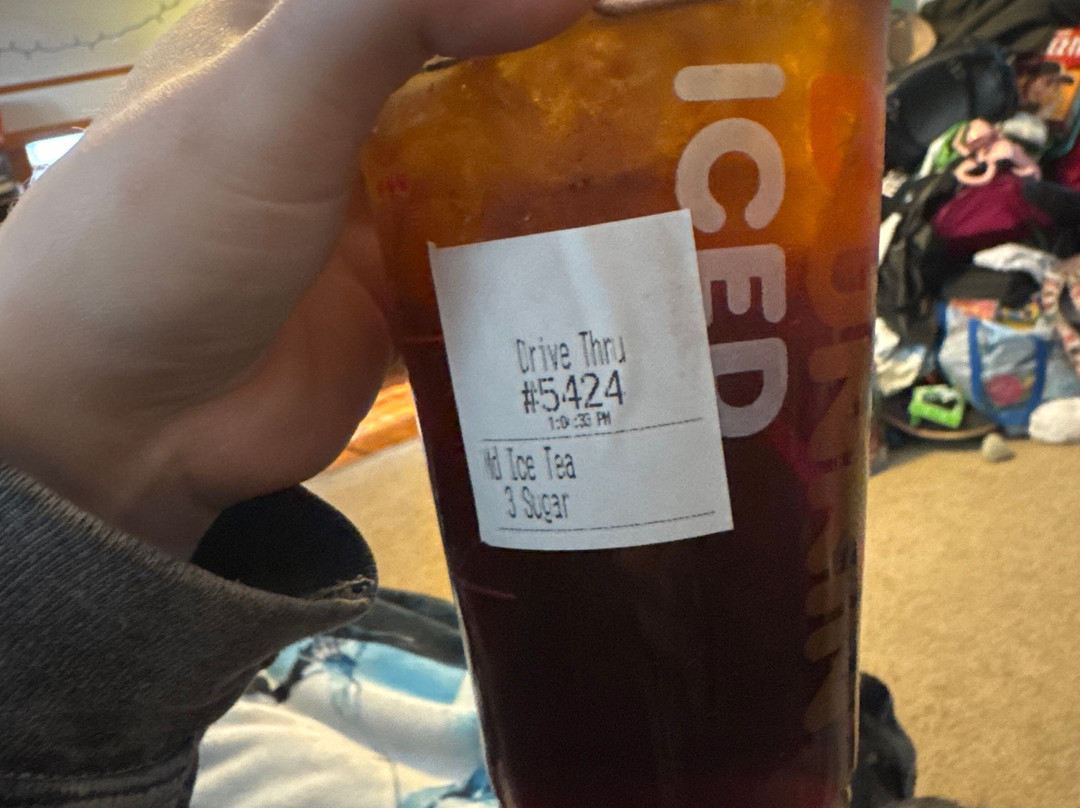 Drive Thru
#5424
Md Ice Tea
3 Sugar
ICED